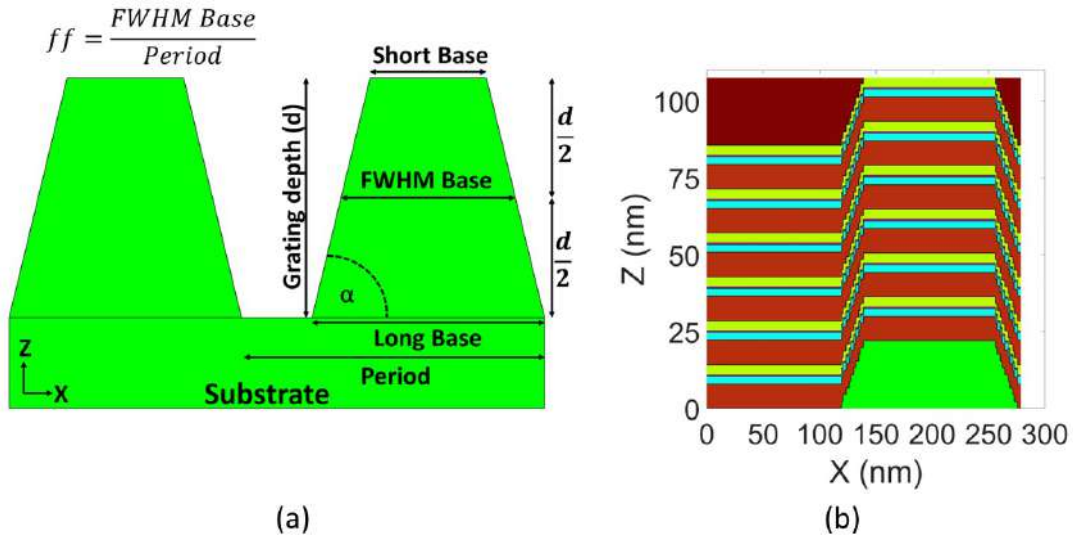 ff = FWHM Base / Period
Short Base
Grating depth (d)
d/2
FWHM Base
d/2
α
Long Base
Period
Z
X
Substrate
(a)
100
75
50
25
0
Z (nm)
0 50 100 150 200 250 300
X (nm)
(b)